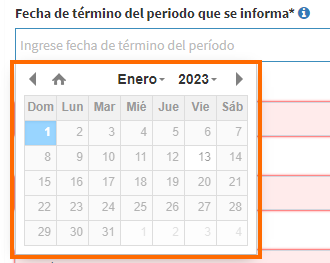 Fecha de término del periodo que se informa*
Ingrese fecha de término del período
Enero 2023
Dom Lun Mar Mié Jue Vie Sáb
1 2 3 4 5 6 7
8 9 10 11 12 13 14
15 16 17 18 19 20 21
22 23 24 25 26 27 28
29 30 31 1 2 3 4